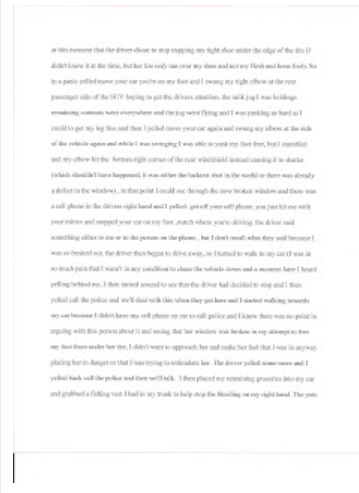 at this moment that the driver chose to stop trapping my right shoe under the edge of the tire (I
didn't know it at the time, but her tire only ran over my shoe and not my flesh and bone foot). So
in a panic yelled move your car you're on my foot and I swung my right elbow at the rear
passenger side of the SUV hoping to get the drivers attention, the milk jug I was holdings
remaining contents went everywhere and the jug went flying and I was yanking as hard as I
could to get my leg free and then I yelled move your car again and swung my elbow at the side
of the vehicle again and while I was swinging I was able to yank my foot free, but I stumbled
and my elbow hit the bottom right corner of the rear windshield instead causing it to shatter
(which shouldn't have happened, it was either the luckiest shot in the world or there was already
a defect in the window), at that point I could see through the now broken window and there was
a cell phone in the drivers right hand and I yelled get off your cell phone, you just hit me with
your mirror and stopped your car on my foot ,watch where you're driving. the driver said
something either to me or to the person on the phone , but I don't recall what they said because I
was so freaked out. the driver then began to drive away, so I turned to walk to my car (I was in
so much pain that I wasn't in any condition to chase the vehicle down and a moment later I heard
yelling behind me, I then turned around to see that the driver had decided to stop and I then
yelled call the police and we'll deal with this when they get here and I started walking towards
my car because I didn't have my cell phone on me to call police and I knew there was no point in
arguing with this person about it and seeing that her window was broken in my attempt to free
my foot from under her tire, I didn't want to approach her and make her feel that I was in anyway
placing her in danger or that I was trying to intimidate her. The driver yelled some more and I
yelled back call the police and then we'll talk. I then placed my remaining groceries into my car
and grabbed a fishing vest I had in my trunk to help stop the bleeding on my right hand. The pain